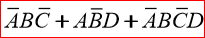 A̅BC̅ + AB̅D + A̅BC̅D